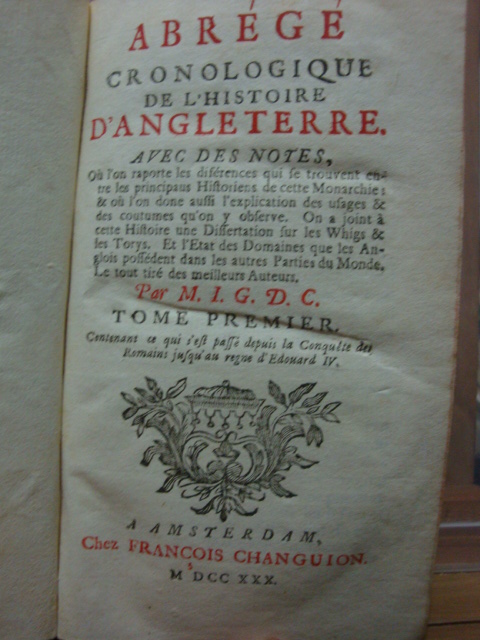 ABRÉGÉ
CRONOLOGIQUE
DE L'HISTOIRE
D'ANGLETERRE.
AVEC DES NOTES,
Où l'on raporte les diférences qui se trouvent en-
tre les principaus Historiens de cette Monarchie;
& où l'on done aussi l'explication des usages &
des coutumes qu'on y observe. On a joint à
cette Histoire une Dissertation sur les Whigs &
les Torys. Et l'Etat des Domaines que les An-
glois possédent dans les autres Parties du Monde.
Le tout tiré des meilleurs Auteurs.
Par M. I. G. D. C.
TOME PREMIER.
Contenant ce qui s'est passé depuis la Conquête des
Romains jusqu'au regne d'Edouard IV.
A AMSTERDAM,
Chez FRANÇOIS CHANGUION.
M DCC XXX.